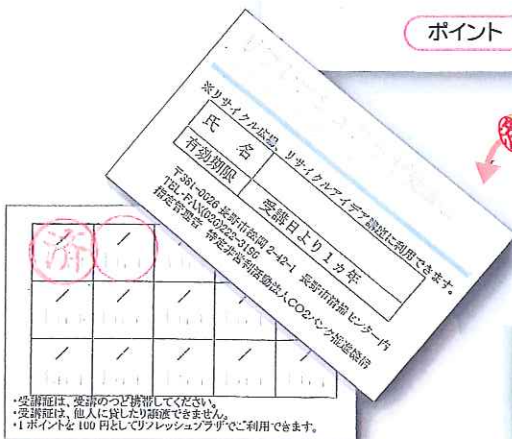 ポイント
※リサイクル広場、リサイクルアイデア講座に利用できます。
氏 名
有効期限 受講日より1カ年
〒381-0026 長野市松岡2-42-1 長野市清掃センター内
TEL・FAX(026)222-3196
指定管理者 特定非営利活動法人CO2バンク推進機構
済
・受講証は、受講のつど携帯してください。
・受講証は、他人に貸したり譲渡できません。
・1ポイントを100円としてリフレッシュプラザでご利用できます。